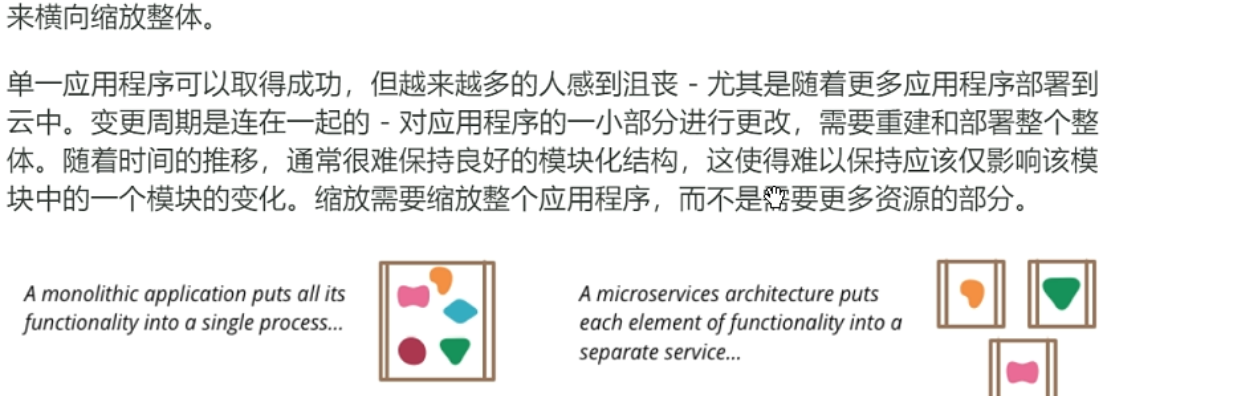 来横向缩放整体。
单一应用程序可以取得成功，但越来越多的人感到沮丧 - 尤其是随着更多应用程序部署到
云中。变更周期是连在一起的 - 对应用程序的一小部分进行更改，需要重建和部署整个整
体。随着时间的推移，通常很难保持良好的模块化结构，这使得难以保持应该仅影响该模
块中的一个模块的变化。缩放需要缩放整个应用程序，而不是需要更多资源的部分。
A monolithic application puts all its
functionality into a single process...
A microservices architecture puts
each element of functionality into a
separate service...